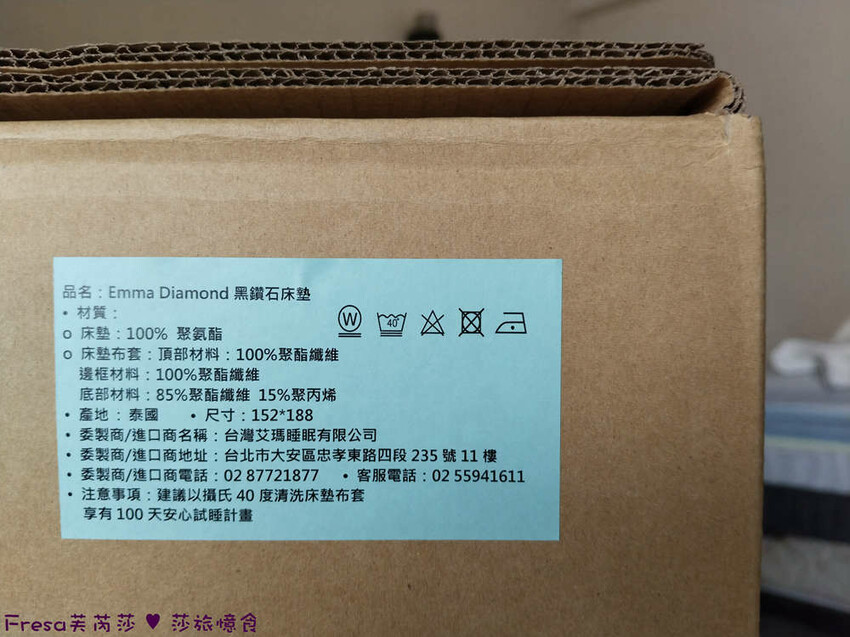 品名：Emma Diamond 黑鑽石床墊
• 材質：
o 床墊：100% 聚氨酯
o 床墊布套：頂部材料：100%聚酯纖維
邊框材料：100%聚酯纖維
底部材料：85%聚酯纖維 15%聚丙烯
• 產地：泰國 • 尺寸：152*188
• 委製商/進口商名稱：台灣艾瑪睡眠有限公司
• 委製商/進口商地址：台北市大安區忠孝東路四段 235 號 11 樓
• 委製商/進口商電話：02 87721877 • 客服電話：02 55941611
• 注意事項：建議以攝氏 40 度清洗床墊布套
享有 100 天安心試睡計畫
W 40°
Fresa芙芮莎 ♥ 莎旅憶食